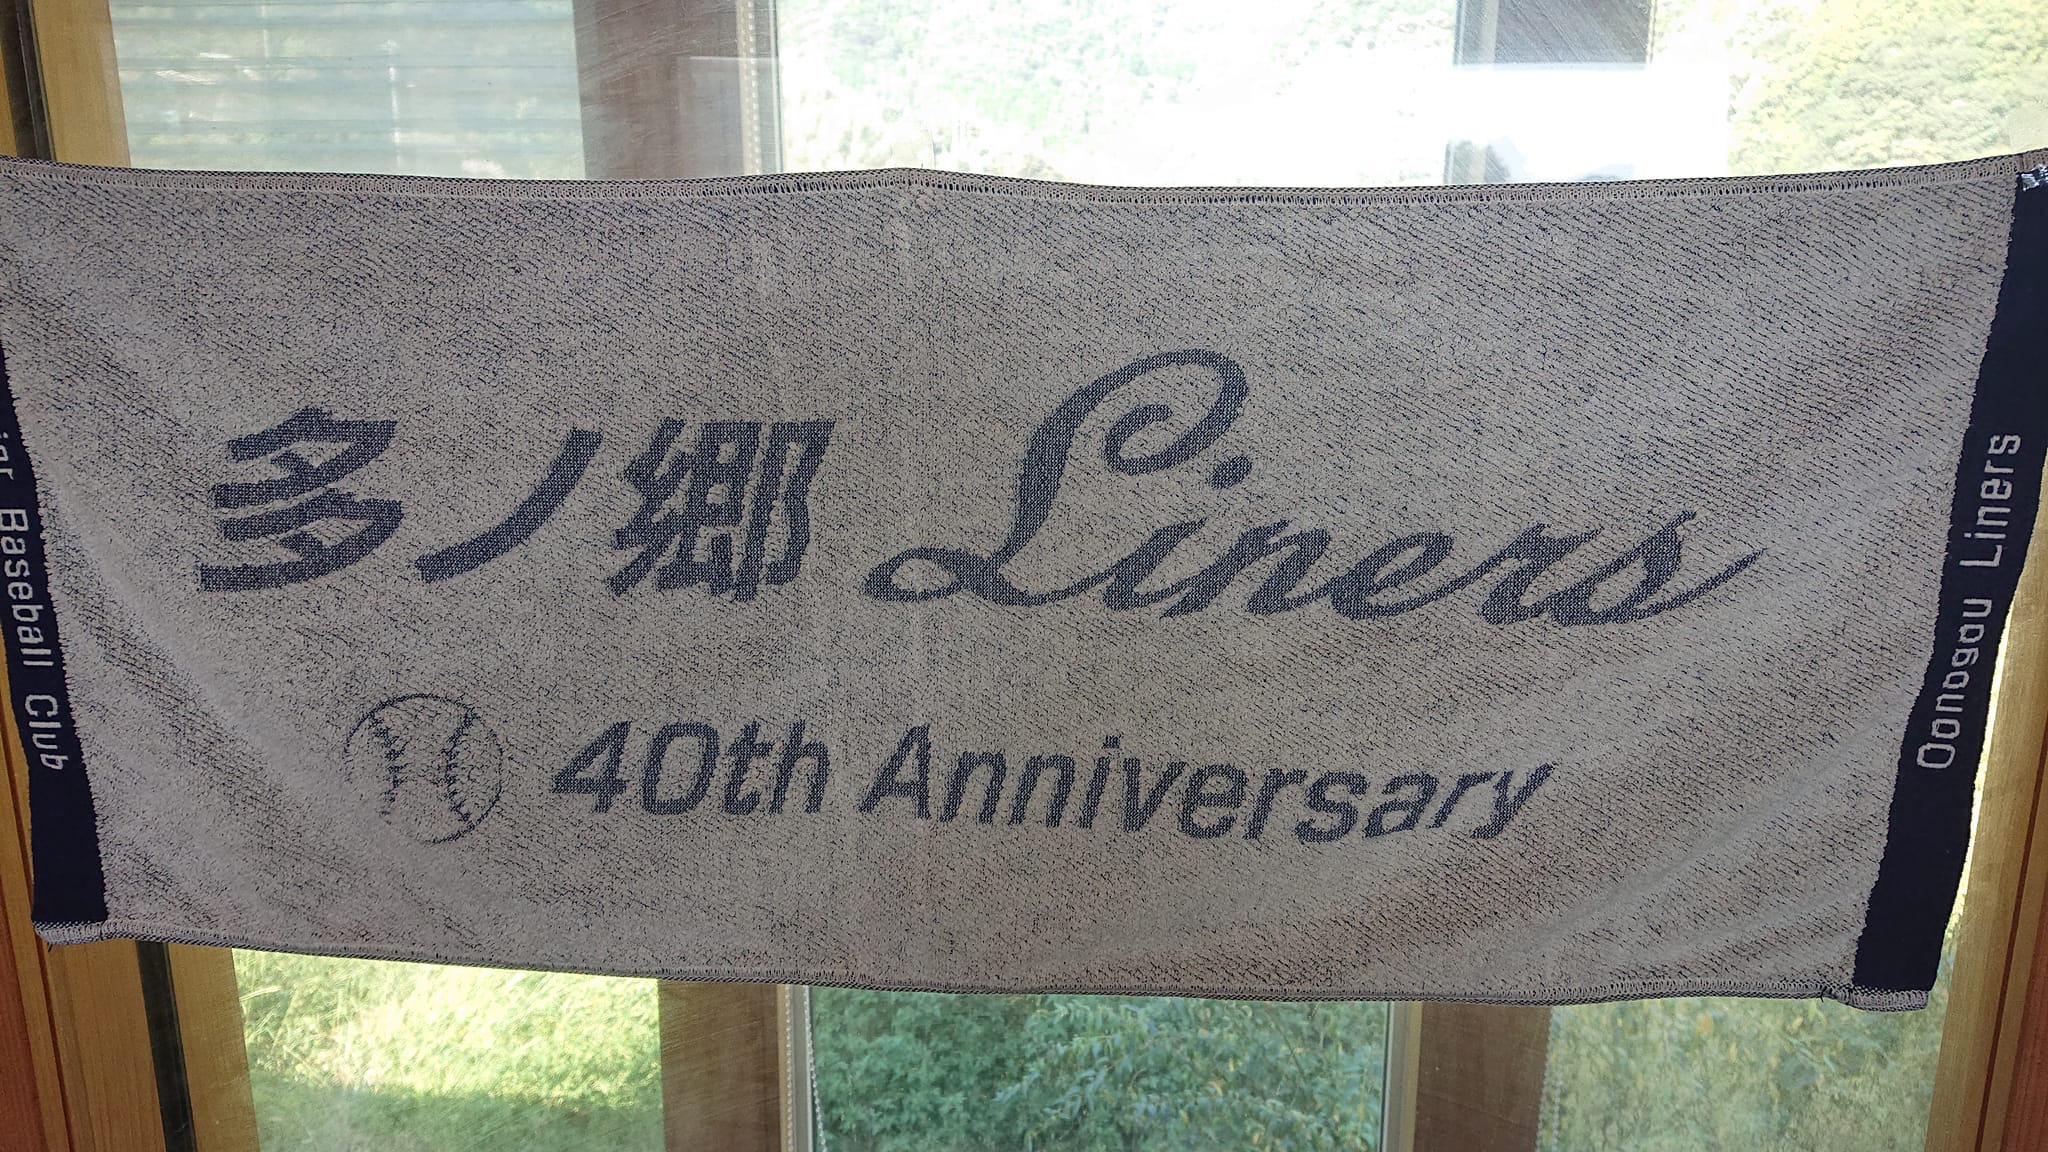 多ノ郷 Liners
40th Anniversary
Baseball Club
Oonogou Liners